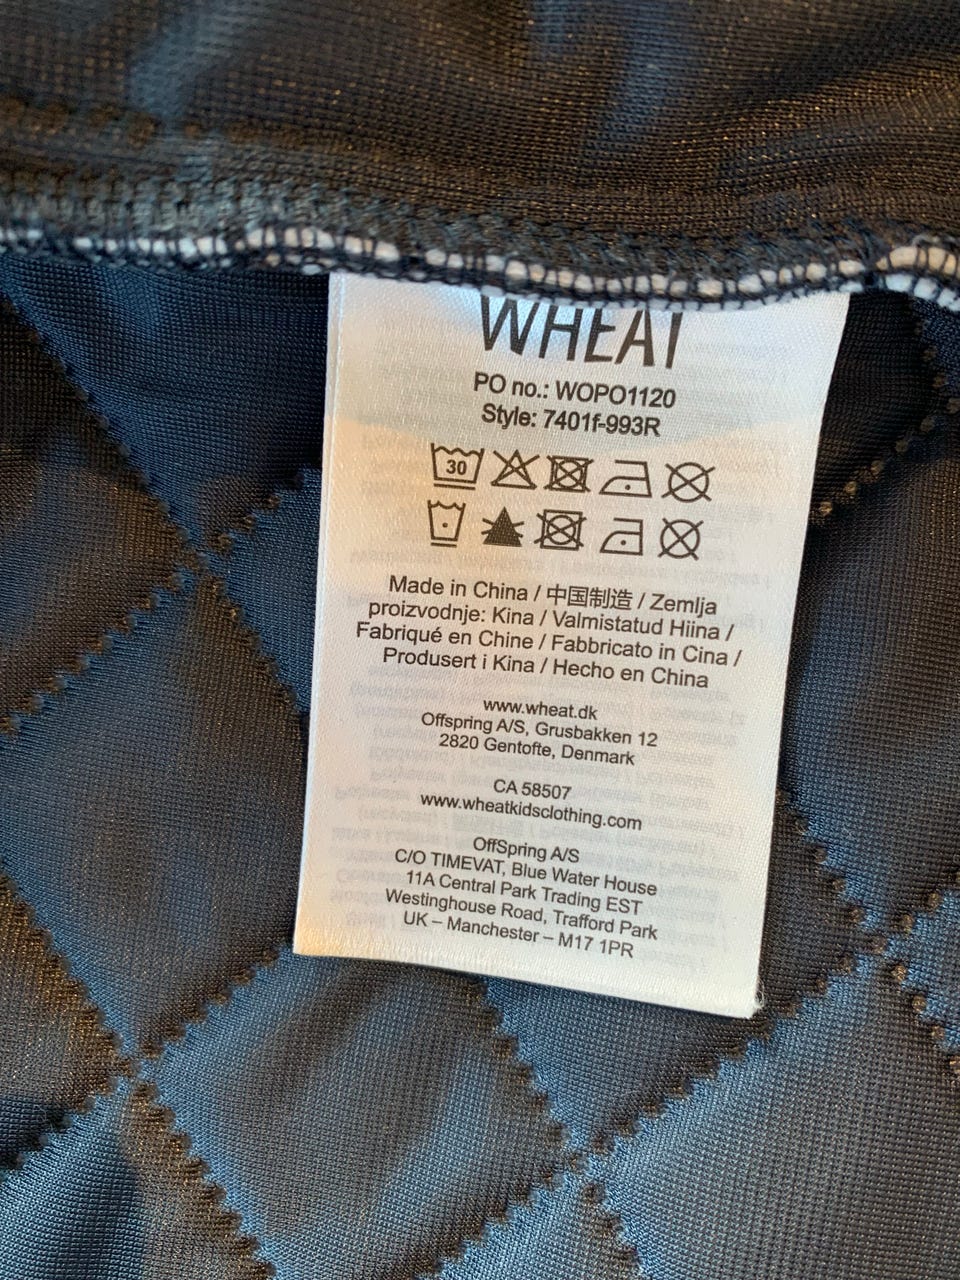 WHEAT
PO no.: WOPO1120
Style: 7401f-993R
30
Made in China / 中国制造 / Zemlja
proizvodnje: Kina / Valmistatud Hiina /
Fabriqué en Chine / Fabbricato in Cina /
Produsert i Kina / Hecho en China
www.wheat.dk
Offspring A/S, Grusbakken 12
2820 Gentofte, Denmark
CA 58507
www.wheatkidsclothing.com
OffSpring A/S
C/O TIMEVAT, Blue Water House
11A Central Park Trading EST
Westinghouse Road, Trafford Park
UK – Manchester – M17 1PR